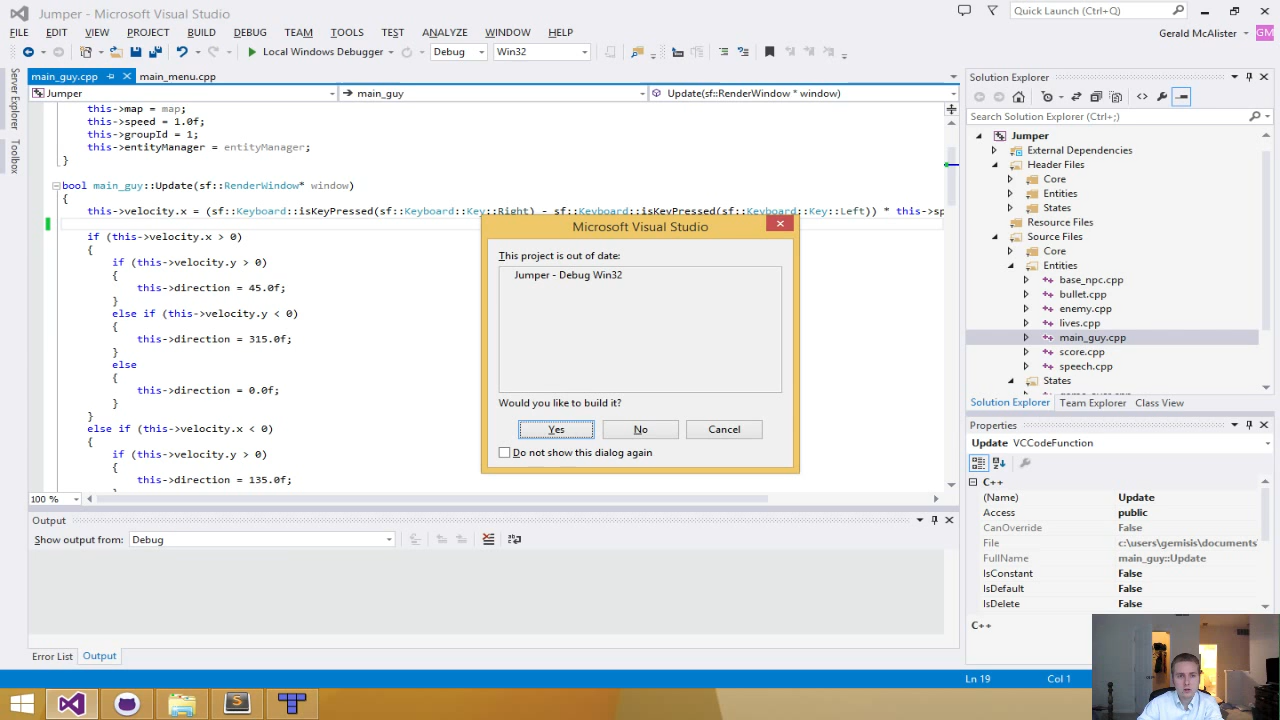 Jumper - Microsoft Visual Studio
Quick Launch (Ctrl+Q)
FILE EDIT VIEW PROJECT BUILD DEBUG TEAM TOOLS TEST ANALYZE WINDOW HELP
Gerald McAlister GM
Local Windows Debugger Debug Win32
Server Explorer
Toolbox
main_guy.cpp main_menu.cpp
Jumper main_guy Update(sf::RenderWindow * window)
this->map = map;
this->speed = 1.0f;
this->groupId = 1;
this->entityManager = entityManager;
}
bool main_guy::Update(sf::RenderWindow* window)
{
this->velocity.x = (sf::Keyboard::isKeyPressed(sf::Keyboard::Key::Right) - sf::Keyboard::isKeyPressed(sf::Keyboard::Key::Left)) * this->sp
if (this->velocity.x > 0)
{
if (this->velocity.y > 0)
{
this->direction = 45.0f;
}
else if (this->velocity.y < 0)
{
this->direction = 315.0f;
}
else
{
this->direction = 0.0f;
}
}
else if (this->velocity.x < 0)
{
if (this->velocity.y > 0)
{
this->direction = 135.0f;
100 %
Microsoft Visual Studio
This project is out of date:
Jumper - Debug Win32
Would you like to build it?
Yes No Cancel
Do not show this dialog again
Output
Show output from: Debug
Error List Output
Solution Explorer
Search Solution Explorer (Ctrl+;)
Jumper
External Dependencies
Header Files
Core
Entities
States
Resource Files
Source Files
Core
Entities
base_npc.cpp
bullet.cpp
enemy.cpp
lives.cpp
main_guy.cpp
score.cpp
speech.cpp
States
Solution Explorer Team Explorer Class View
Properties
Update VCCodeFunction
C++
(Name) Update
Access public
CanOverride False
File c:\users\gemisis\documents
FullName main_guy::Update
IsConstant False
IsDefault False
IsDelete False
C++
Ln 19 Col 1